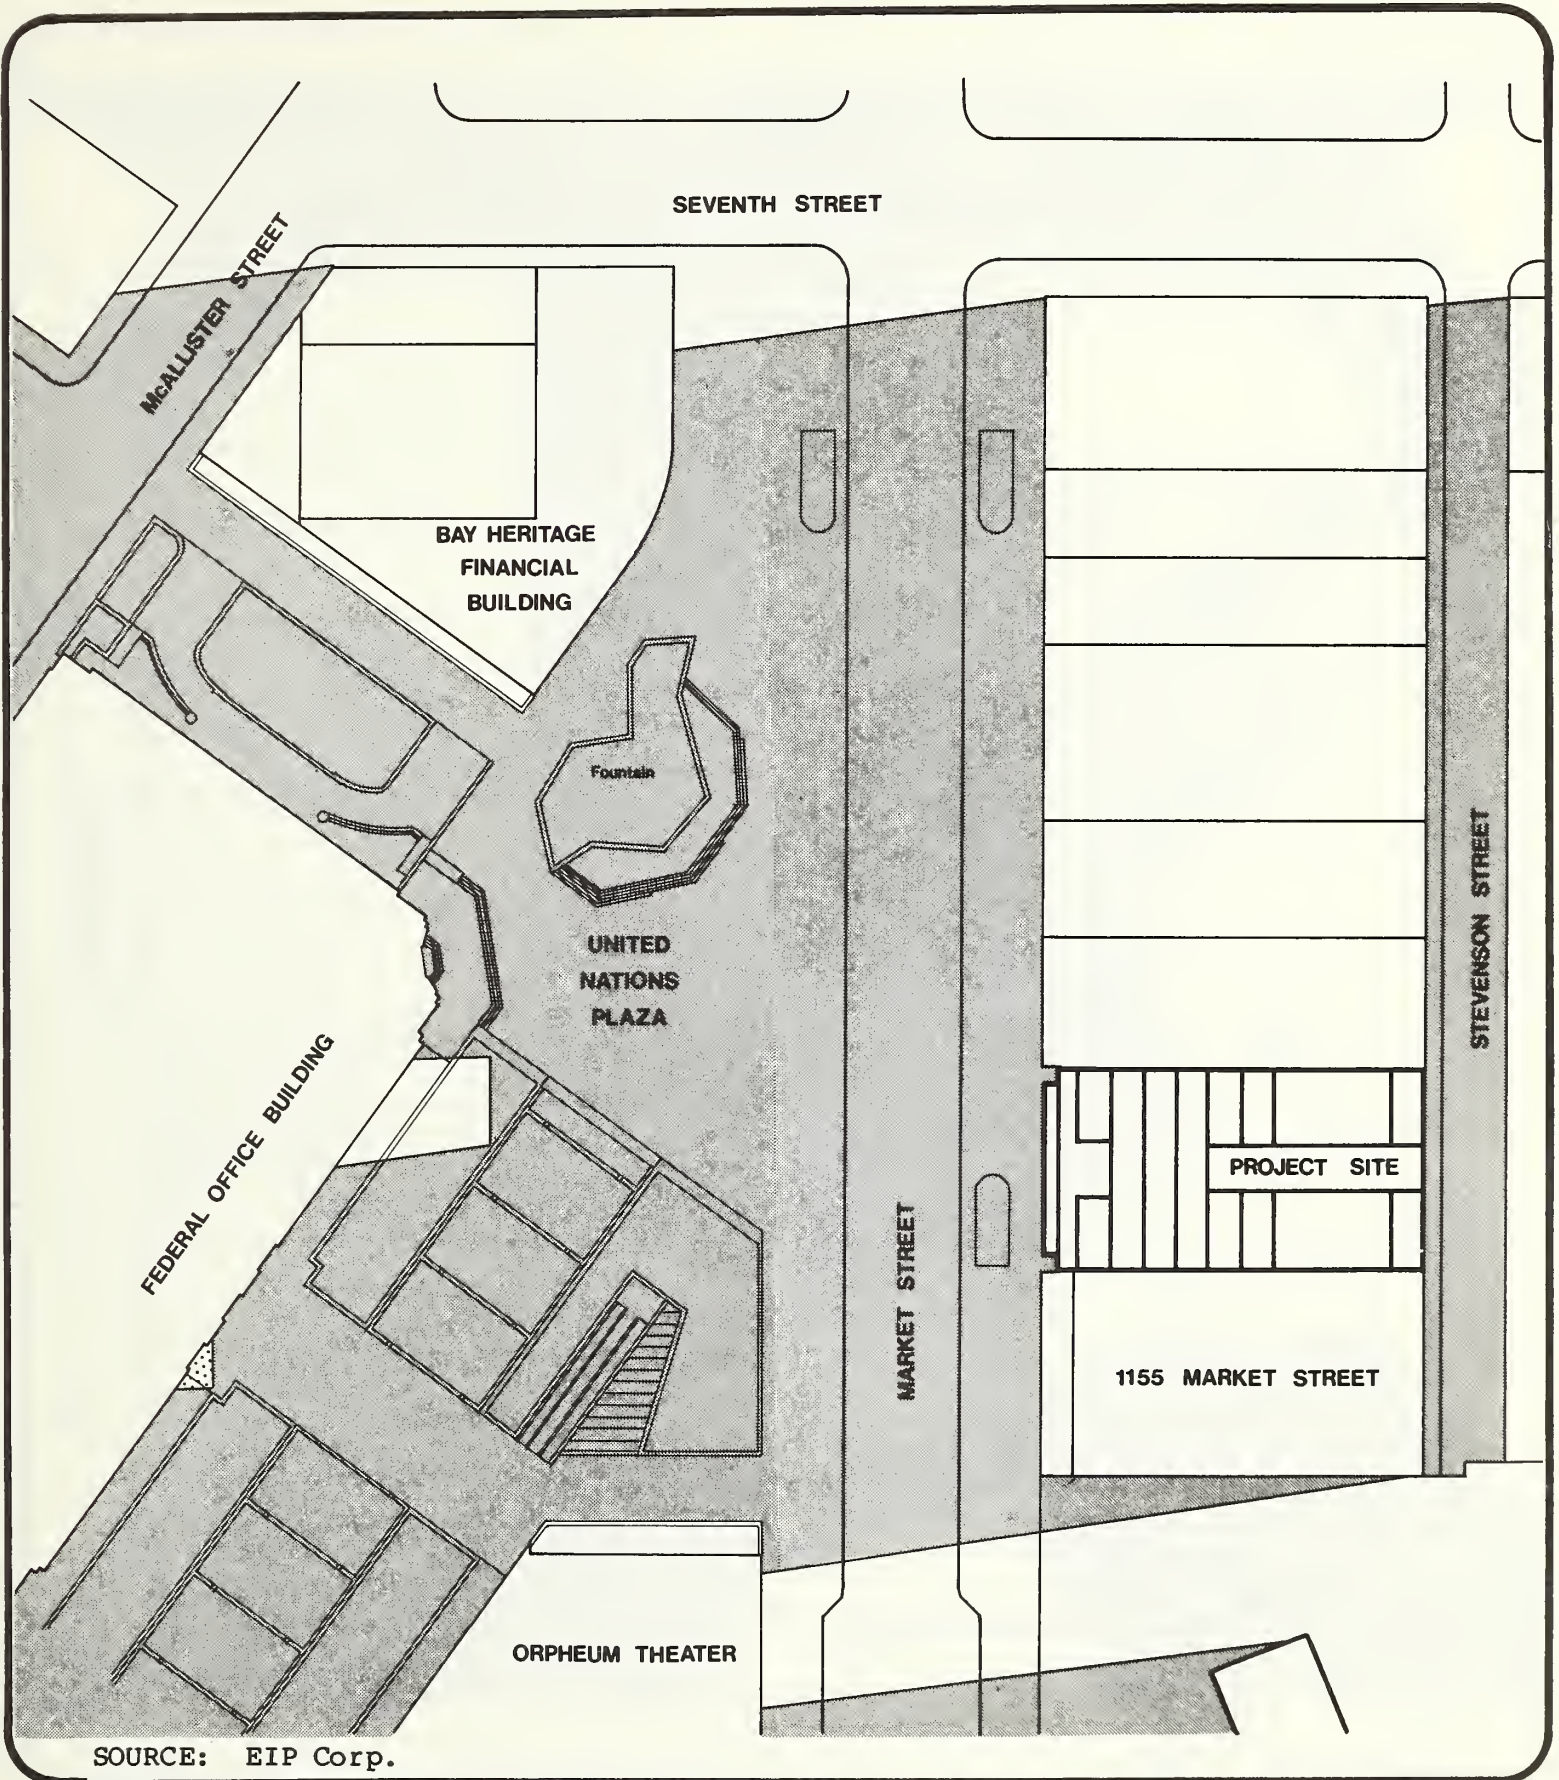 SEVENTH STREET
McALLISTER STREET
BAY HERITAGE
FINANCIAL
BUILDING
Fountain
UNITED
NATIONS
PLAZA
STEVENSON STREET
FEDERAL OFFICE BUILDING
PROJECT SITE
MARKET STREET
1155 MARKET STREET
ORPHEUM THEATER
SOURCE: EIP Corp.